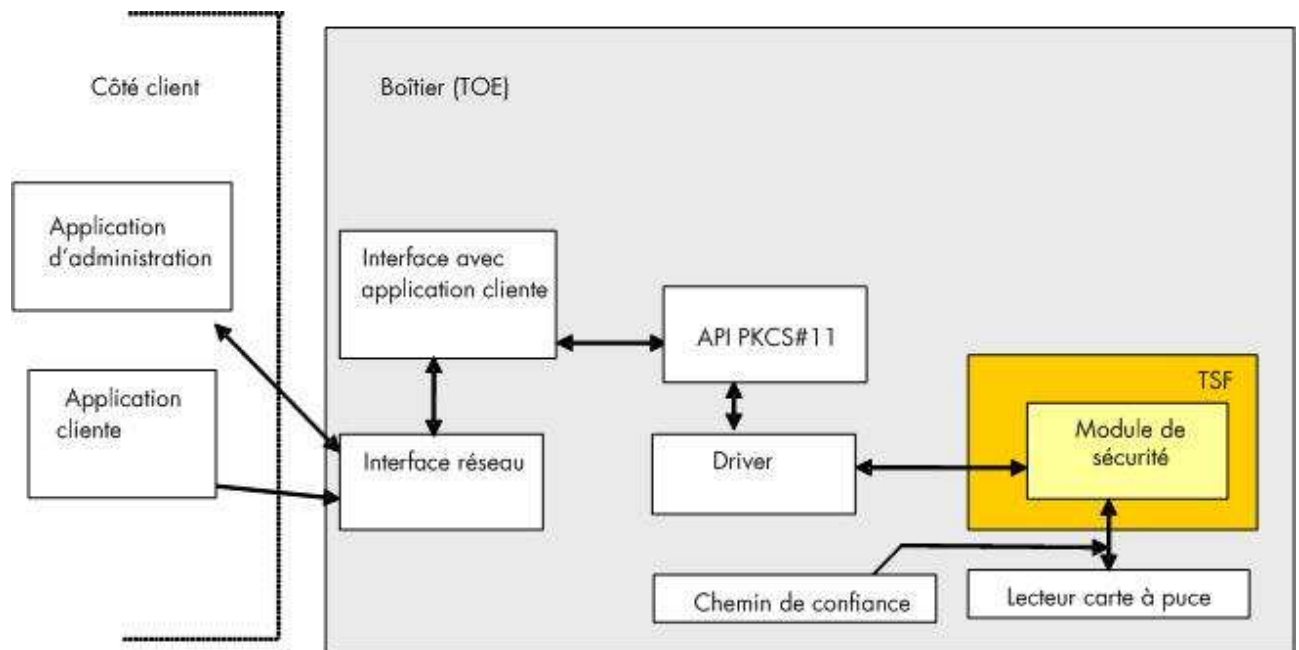 Côté client
Boîtier (TOE)
Application
d'administration
Interface avec
application cliente
API PKCS#11
TSF
Application
cliente
Interface réseau
Driver
Module de
sécurité
Chemin de confiance
Lecteur carte à puce